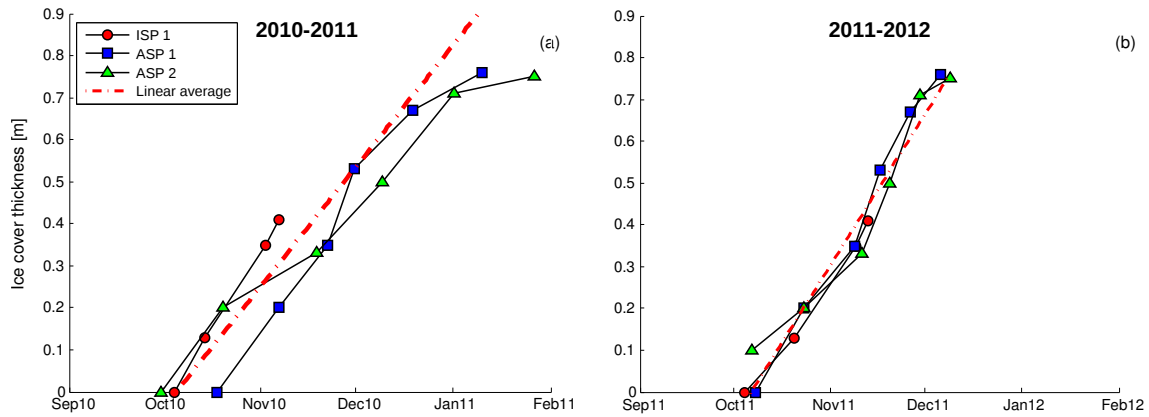 2010-2011
(a)
ISP 1
ASP 1
ASP 2
Linear average
Ice cover thickness [m]
0.9
0.8
0.7
0.6
0.5
0.4
0.3
0.2
0.1
0
Sep10 Oct10 Nov10 Dec10 Jan11 Feb11
2011-2012
(b)
0.9
0.8
0.7
0.6
0.5
0.4
0.3
0.2
0.1
0
Sep11 Oct11 Nov11 Dec11 Jan12 Feb12